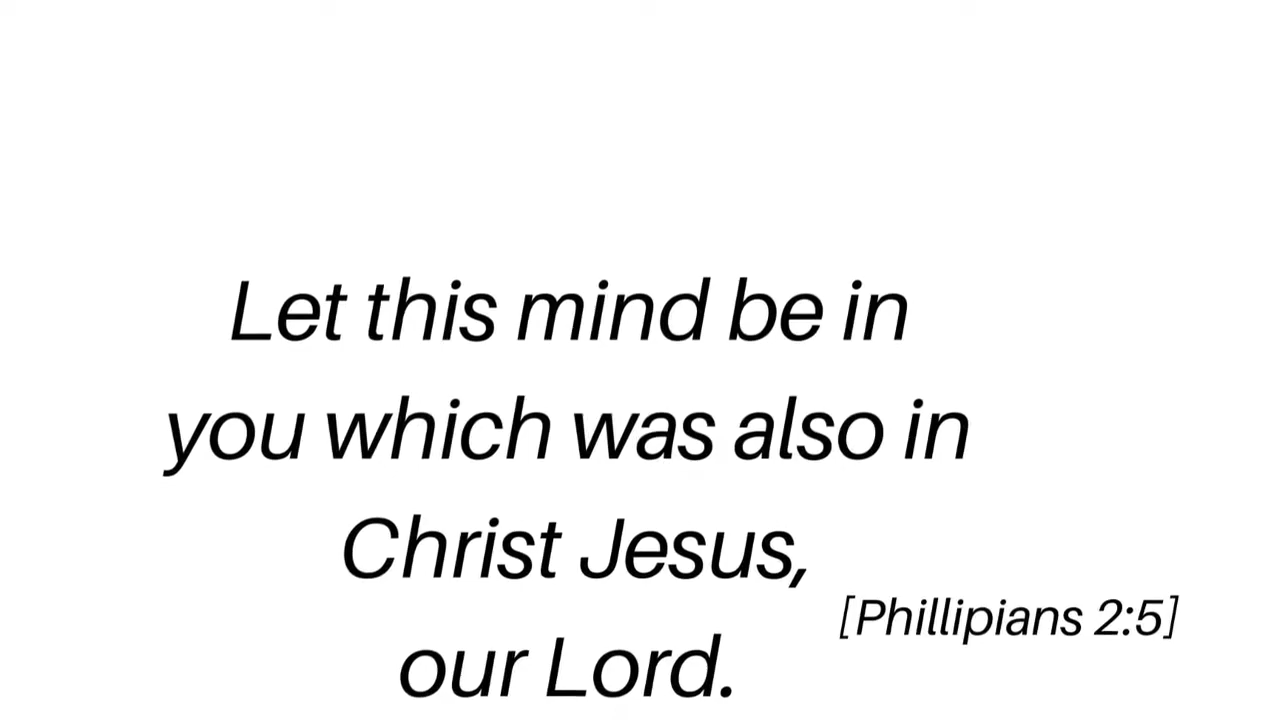 Let this mind be in
you which was also in
Christ Jesus,
[Phillipians 2:5]
our Lord.